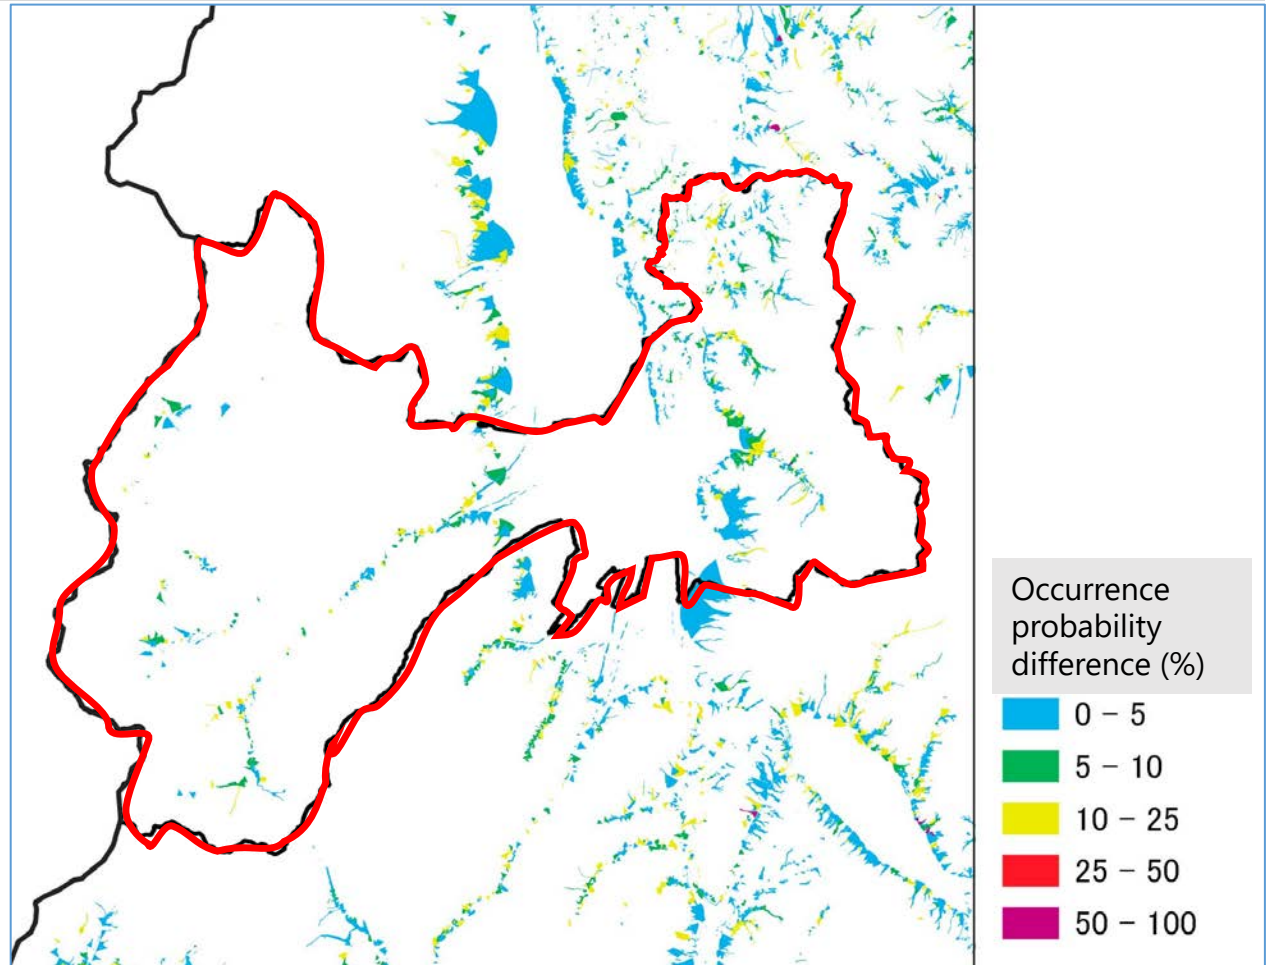 Occurrence
probability
difference (%)
0 – 5
5 – 10
10 – 25
25 – 50
50 – 100